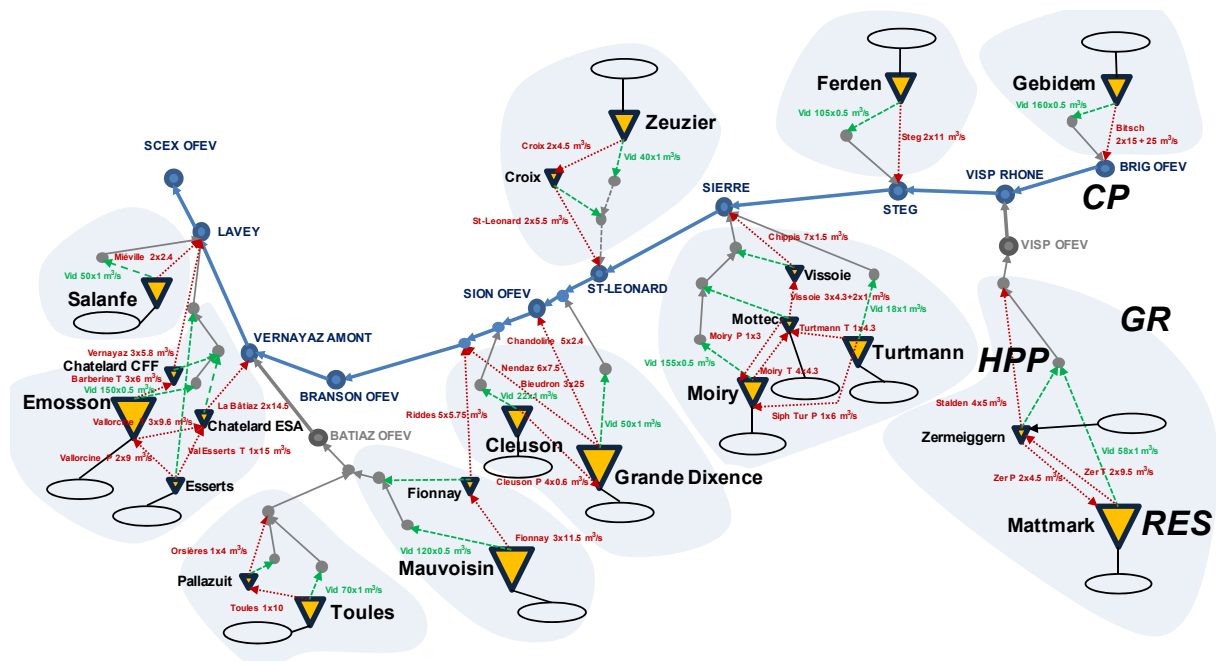 Ferden
Gebidem
Vid 105x0.5 m³/s
Vid 160x0.5 m³/s
Zeuzier
Bitsch
2x15 + 25 m³/s
Steg 2x11 m³/s
SCEX OFEV
Croix 2x4.5 m³/s
Vid 40x1 m³/s
BRIG OFEV
Croix
VISP RHONE
CP
SIERRE
STEG
St-Leonard 2x5.5 m³/s
LAVEY
Chippis 7x1.5 m³/s
VISP OFEV
Miéville 2x2.4
Vid 50x1 m³/s
Salanfe
ST-LEONARD
Vissoie
Vissoie 3x4.3+2x1 m³/s
Vid 18x1 m³/s
SION OFEV
GR
Mottec
Turtmann T 1x4.3
VERNAYAZ AMONT
Chandoline 5x2.4
Moiry P 1x3
Turtmann
HPP
Vernayaz 3x5.8 m³/s
Vid 155x0.5 m³/s
Chatelard CFF
Nendaz 6x7.5
Moiry T 4x4.3
Barberine T 3x6 m³/s
Bieudron 3x25
Vid 150x0.5 m³/s
Moiry
Emosson
BRANSON OFEV
Vid 22x1 m³/s
Stalden 4x5 m³/s
La Bâtiaz 2x14.5
Riddes 5x5.75 m³/s
Siph Tur P 1x6 m³/s
Vallorcine 3x9.6 m³/s
Chatelard ESA
Vid 50x1 m³/s
Zermeiggern
BATIAZ OFEV
Cleuson
Vid 58x1 m³/s
Vallorcine P 2x9 m³/s
ValEsserts T 1x15 m³/s
Grande Dixence
Zer T 2x9.5 m³/s
Zer P 2x4.5 m³/s
Cleuson P 4x0.6 m³/s
Esserts
Fionnay
Mattmark
RES
Orsières 1x4 m³/s
Fionnay 3x11.5 m³/s
Vid 120x0.5 m³/s
Mauvoisin
Pallazuit
Vid 70x1 m³/s
Toules 1x10
Toules